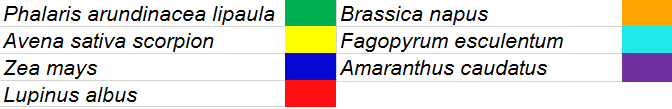 Phalaris arundinacea lipaula
Brassica napus
Avena sativa scorpion
Fagopyrum esculentum
Zea mays
Amaranthus caudatus
Lupinus albus